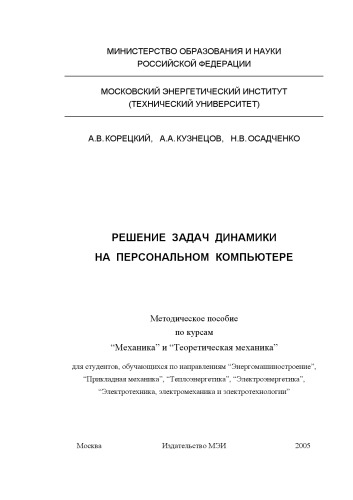 МИНИСТЕРСТВО ОБРАЗОВАНИЯ И НАУКИ
РОССИЙСКОЙ ФЕДЕРАЦИИ
МОСКОВСКИЙ ЭНЕРГЕТИЧЕСКИЙ ИНСТИТУТ
(ТЕХНИЧЕСКИЙ УНИВЕРСИТЕТ)
А.В.КОРЕЦКИЙ, А.А.КУЗНЕЦОВ, Н.В.ОСАДЧЕНКО
РЕШЕНИЕ ЗАДАЧ ДИНАМИКИ
НА ПЕРСОНАЛЬНОМ КОМПЬЮТЕРЕ
Методическое пособие
по курсам
“Механика” и “Теоретическая механика”
для студентов, обучающихся по направлениям “Энергомашиностроение”,
“Прикладная механика”, “Теплоэнергетика”, “Электроэнергетика”,
“Электротехника, электромеханика и электротехнологии”
Москва Издательство МЭИ 2005